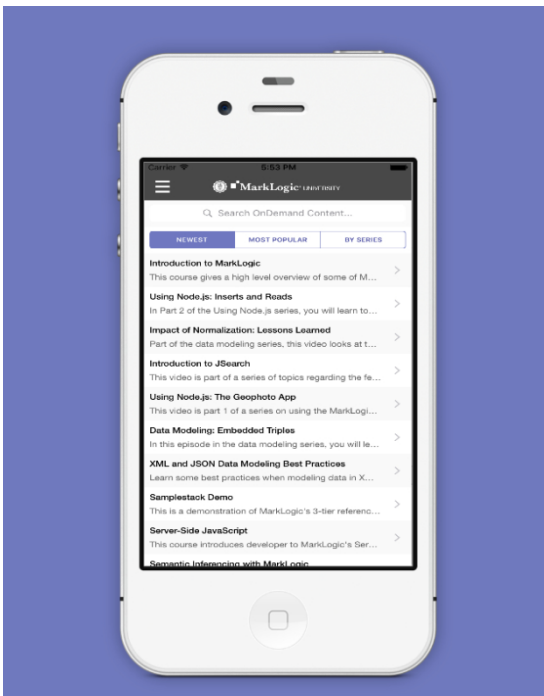 Carrier 5:53 PM
MarkLogic UNIVERSITY
Search OnDemand Content...
NEWEST MOST POPULAR BY SERIES
Introduction to MarkLogic
This course gives a high level overview of some of M...
Using Node.js: Inserts and Reads
In Part 2 of the Using Node.js series, you will learn to...
Impact of Normalization: Lessons Learned
Part of the data modeling series, this video looks at t...
Introduction to JSearch
This video is part of a series of topics regarding the fe...
Using Node.js: The Geophoto App
This video is part 1 of a series on using the MarkLogi...
Data Modeling: Embedded Triples
In this episode in the data modeling series, you will le...
XML and JSON Data Modeling Best Practices
Learn some best practices when modeling data in X...
Samplestack Demo
This is a demonstration of MarkLogic's 3-tier referenc...
Server-Side JavaScript
This course introduces developer to MarkLogic's Ser...
Semantic Inferencing with MarkLogic